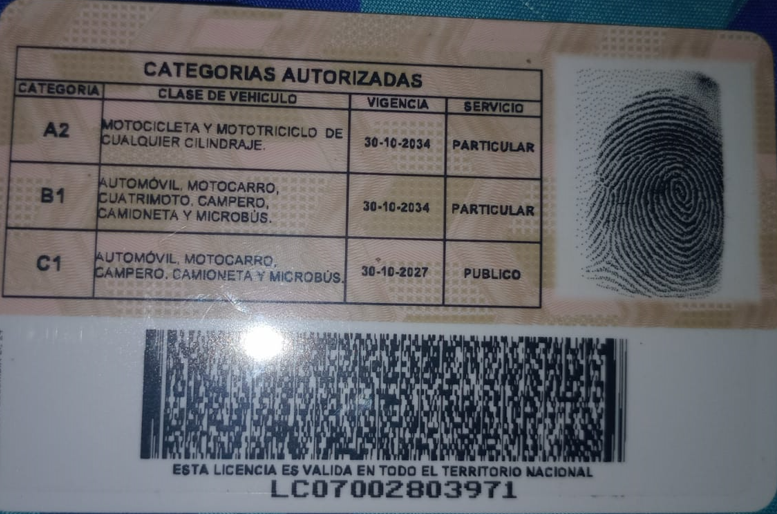 CATEGORIAS AUTORIZADAS
CATEGORIA CLASE DE VEHICULO VIGENCIA SERVICIO
A2 MOTOCICLETA Y MOTOTRICICLO DE CUALQUIER CILINDRAJE. 30-10-2034 PARTICULAR
B1 AUTOMÓVIL, MOTOCARRO, CUATRIMOTO, CAMPERO, CAMIONETA Y MICROBÚS. 30-10-2034 PARTICULAR
C1 AUTOMÓVIL, MOTOCARRO, CAMPERO, CAMIONETA Y MICROBÚS. 30-10-2027 PUBLICO
ESTA LICENCIA ES VALIDA EN TODO EL TERRITORIO NACIONAL
LC07002803971